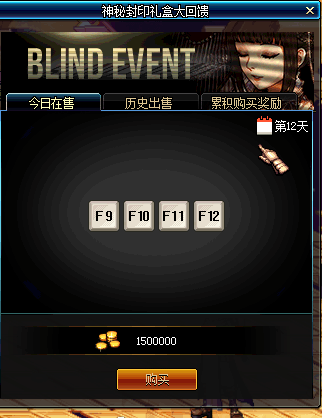 神秘封印礼盒大回馈
BLIND EVENT
今日在售 历史出售 累积购买奖励
第12天
F9 F10 F11 F12
1500000
购买